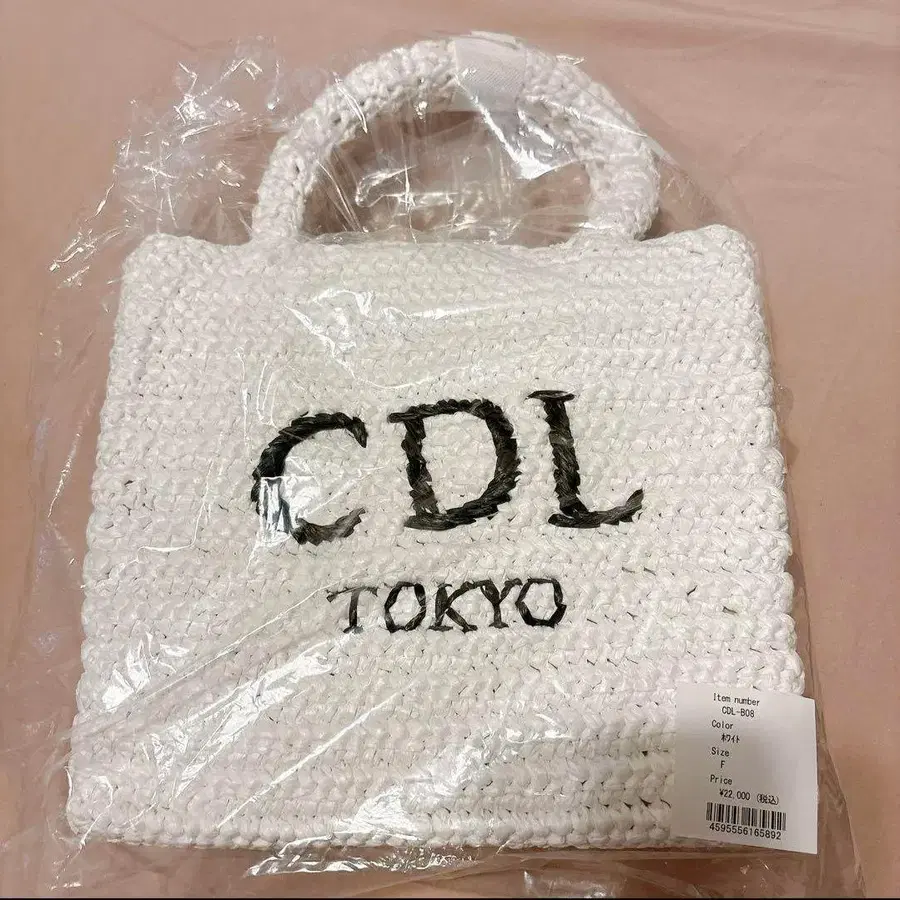 CDL
TOKYO
Item number
CDL-B08
Color
ﾎﾜｲﾄ
Size
F
Price
¥22,000 (税込)
4595556165892